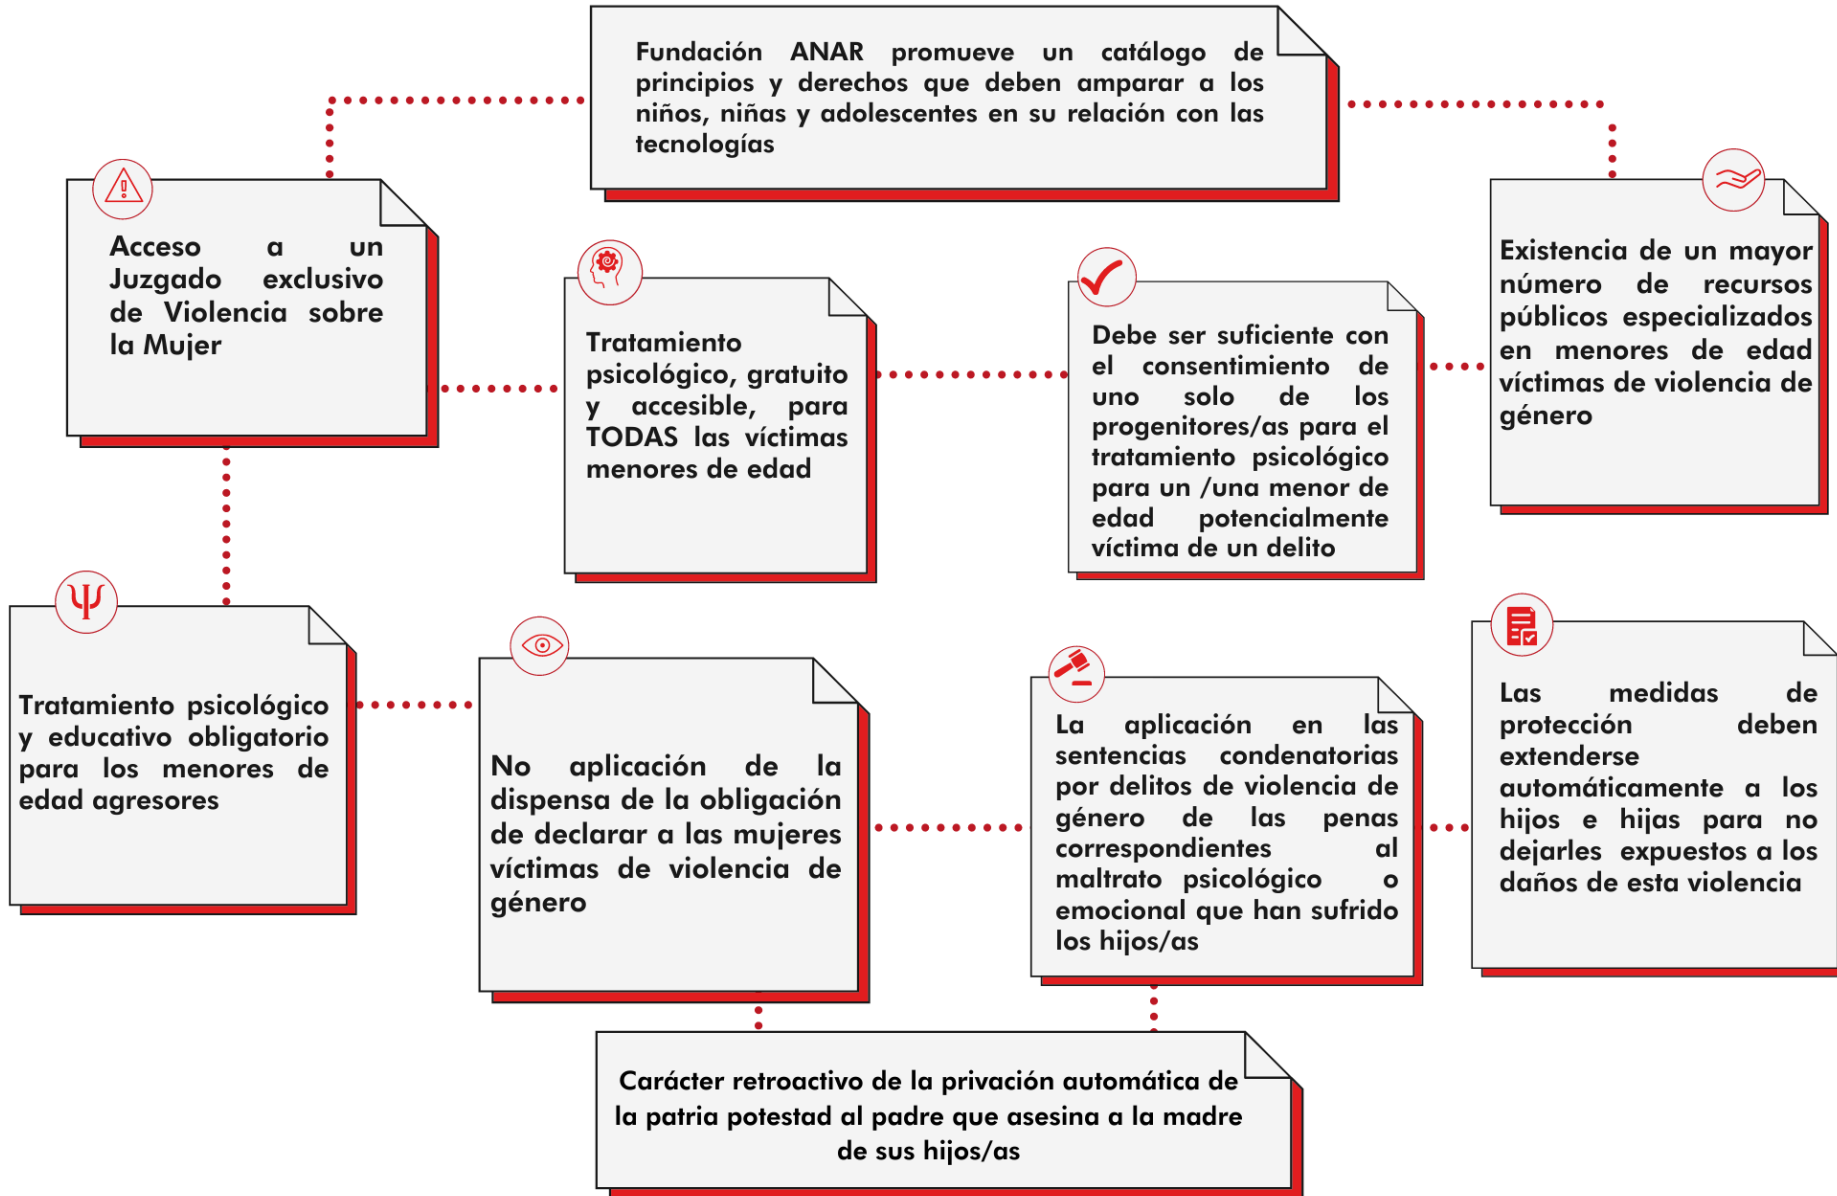 Fundación ANAR promueve un catálogo de
principios y derechos que deben amparar a los
niños, niñas y adolescentes en su relación con las
tecnologías
Acceso a un
Juzgado exclusivo
de Violencia sobre
la Mujer
Tratamiento
psicológico, gratuito
y accesible, para
TODAS las víctimas
menores de edad
Debe ser suficiente con
el consentimiento de
uno solo de los
progenitores/as para el
tratamiento psicológico
para un /una menor de
edad potencialmente
víctima de un delito
Existencia de un mayor
número de recursos
públicos especializados
en menores de edad
víctimas de violencia de
género
Tratamiento psicológico
y educativo obligatorio
para los menores de
edad agresores
No aplicación de la
dispensa de la obligación
de declarar a las mujeres
víctimas de violencia de
género
La aplicación en las
sentencias condenatorias
por delitos de violencia de
género de las penas
correspondientes al
maltrato psicológico o
emocional que han sufrido
los hijos/as
Las medidas de
protección deben
extenderse
automáticamente a los
hijos e hijas para no
dejarles expuestos a los
daños de esta violencia
Carácter retroactivo de la privación automática de
la patria potestad al padre que asesina a la madre
de sus hijos/as